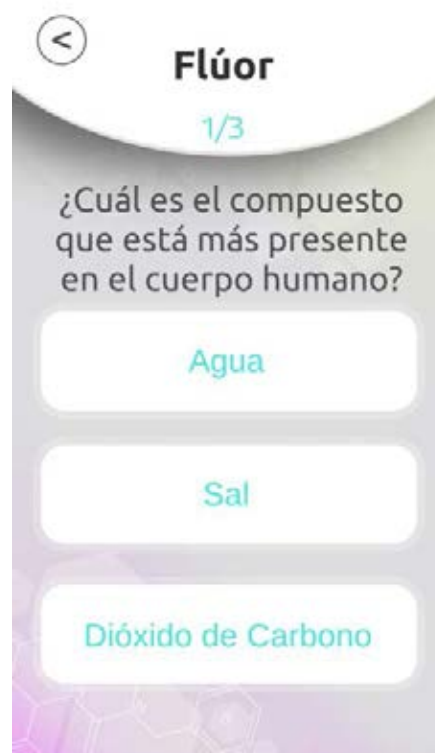 <
Flúor
1/3
¿Cuál es el compuesto
que está más presente
en el cuerpo humano?
Agua
Sal
Dióxido de Carbono